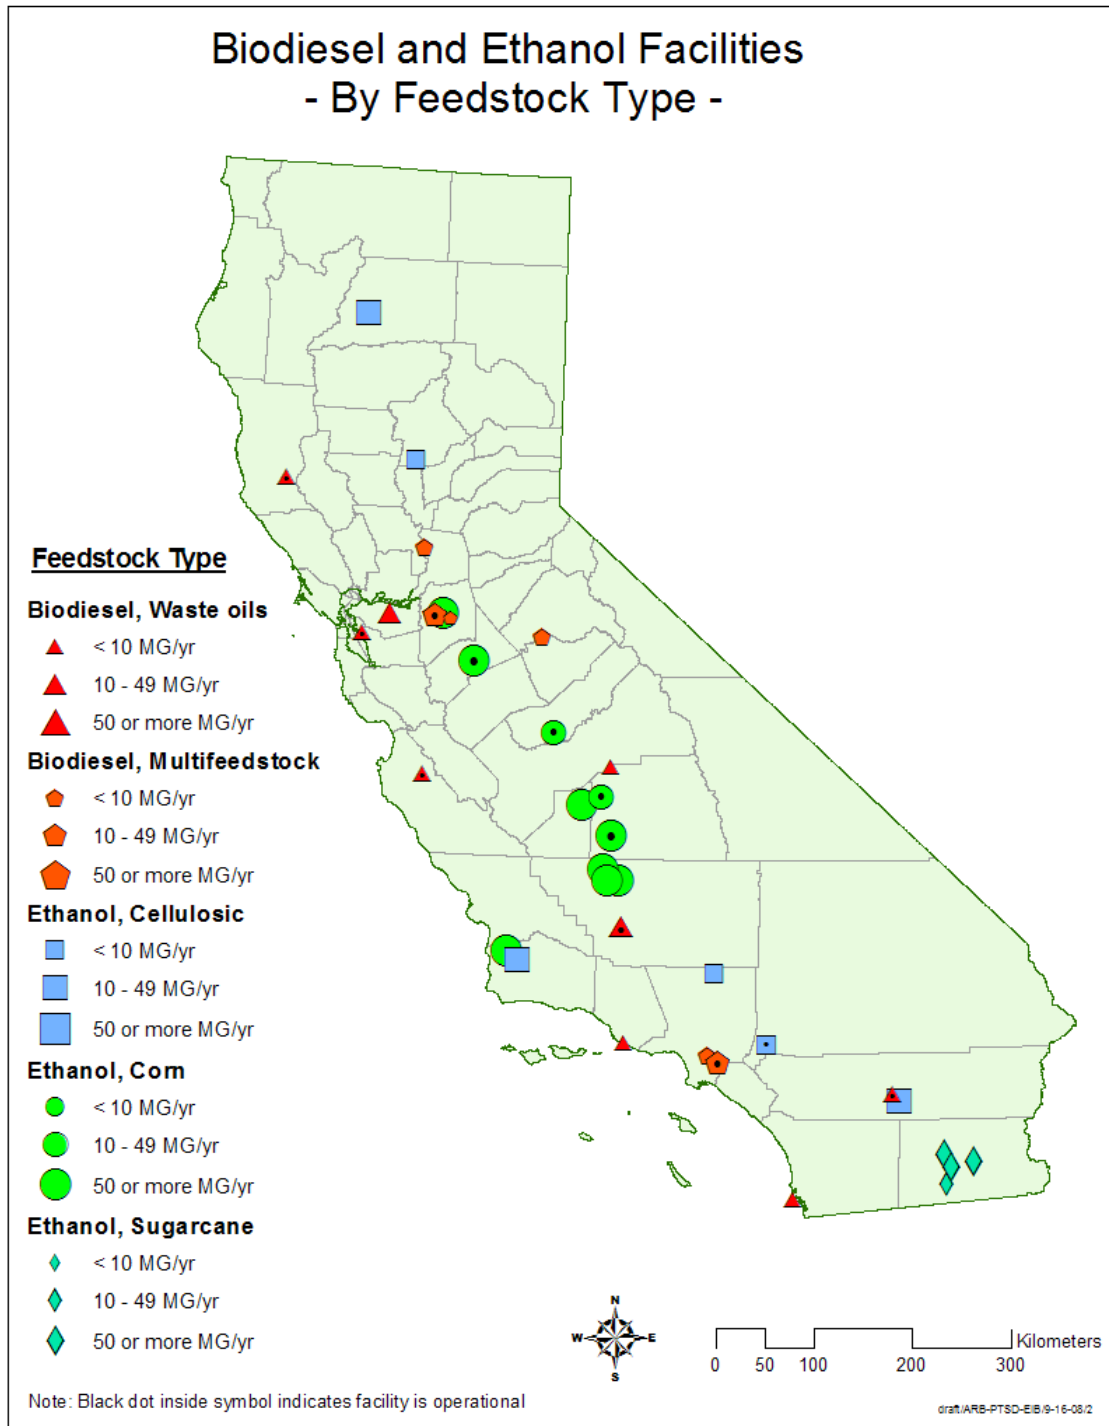 Biodiesel and Ethanol Facilities
- By Feedstock Type -
Feedstock Type
Biodiesel, Waste oils
< 10 MG/yr
10 - 49 MG/yr
50 or more MG/yr
Biodiesel, Multifeedstock
< 10 MG/yr
10 - 49 MG/yr
50 or more MG/yr
Ethanol, Cellulosic
< 10 MG/yr
10 - 49 MG/yr
50 or more MG/yr
Ethanol, Corn
< 10 MG/yr
10 - 49 MG/yr
50 or more MG/yr
Ethanol, Sugarcane
< 10 MG/yr
10 - 49 MG/yr
50 or more MG/yr
N
W E
S
Kilometers
0 50 100 200 300
Note: Black dot inside symbol indicates facility is operational
draft/ARB-PTSD-EIB/9-16-08/2